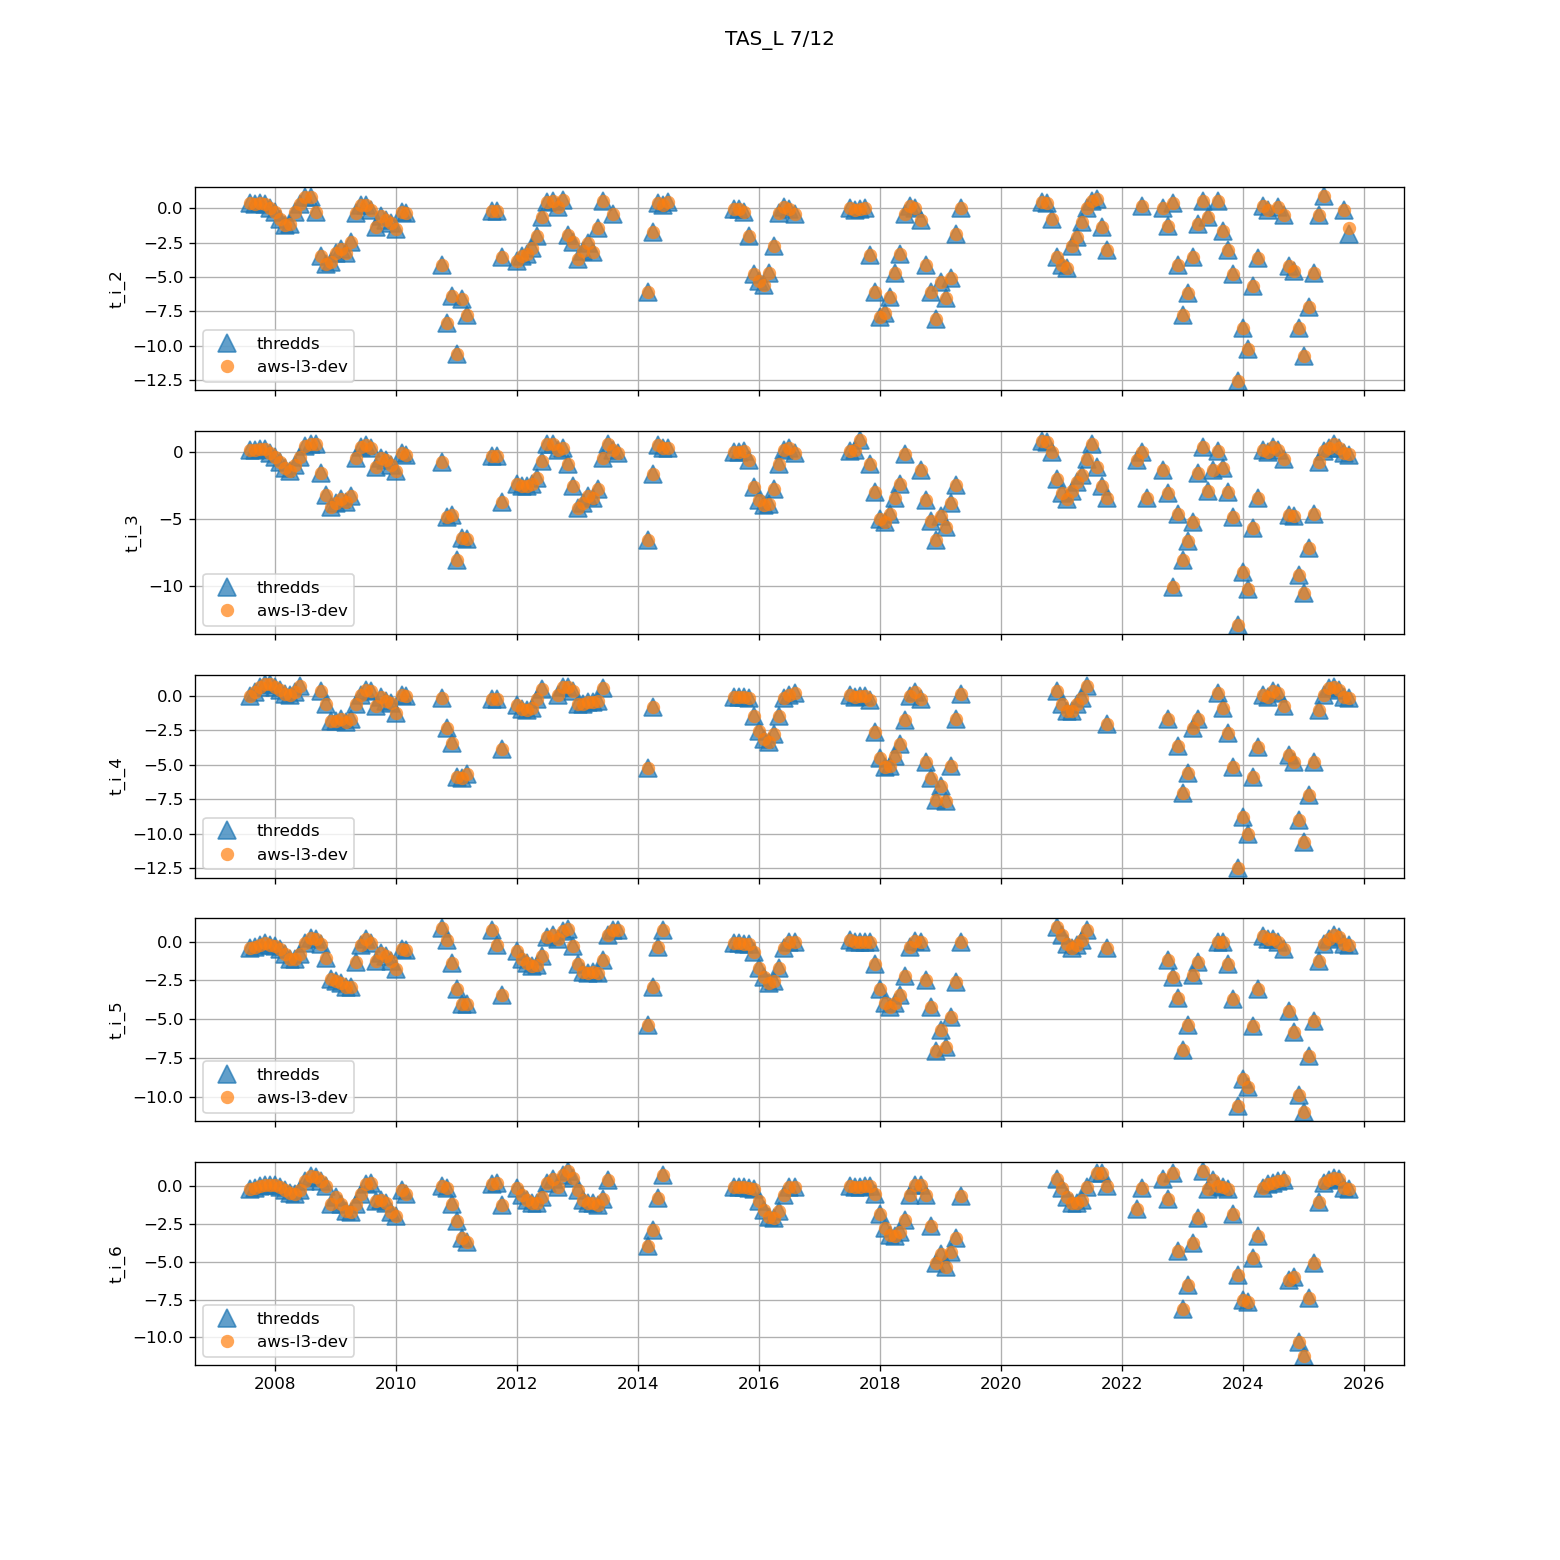 TAS_L 7/12
t_i_2
0.0
−2.5
−5.0
−7.5
−10.0
−12.5
thredds
aws-l3-dev
t_i_3
0
−5
−10
thredds
aws-l3-dev
t_i_4
0.0
−2.5
−5.0
−7.5
−10.0
−12.5
thredds
aws-l3-dev
t_i_5
0.0
−2.5
−5.0
−7.5
−10.0
thredds
aws-l3-dev
t_i_6
0.0
−2.5
−5.0
−7.5
−10.0
thredds
aws-l3-dev
2008 2010 2012 2014 2016 2018 2020 2022 2024 2026